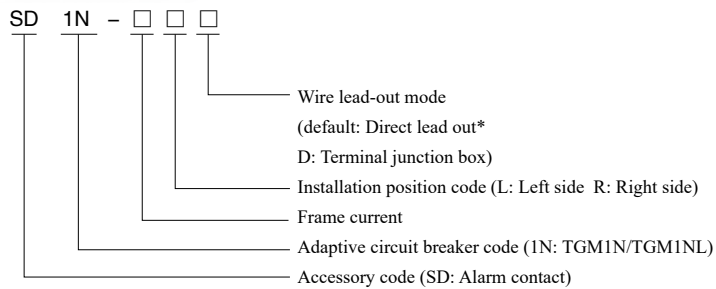 SD 1N – □ □ □
Wire lead-out mode
(default: Direct lead out*
D: Terminal junction box)
Installation position code (L: Left side R: Right side)
Frame current
Adaptive circuit breaker code (1N: TGM1N/TGM1NL)
Accessory code (SD: Alarm contact)